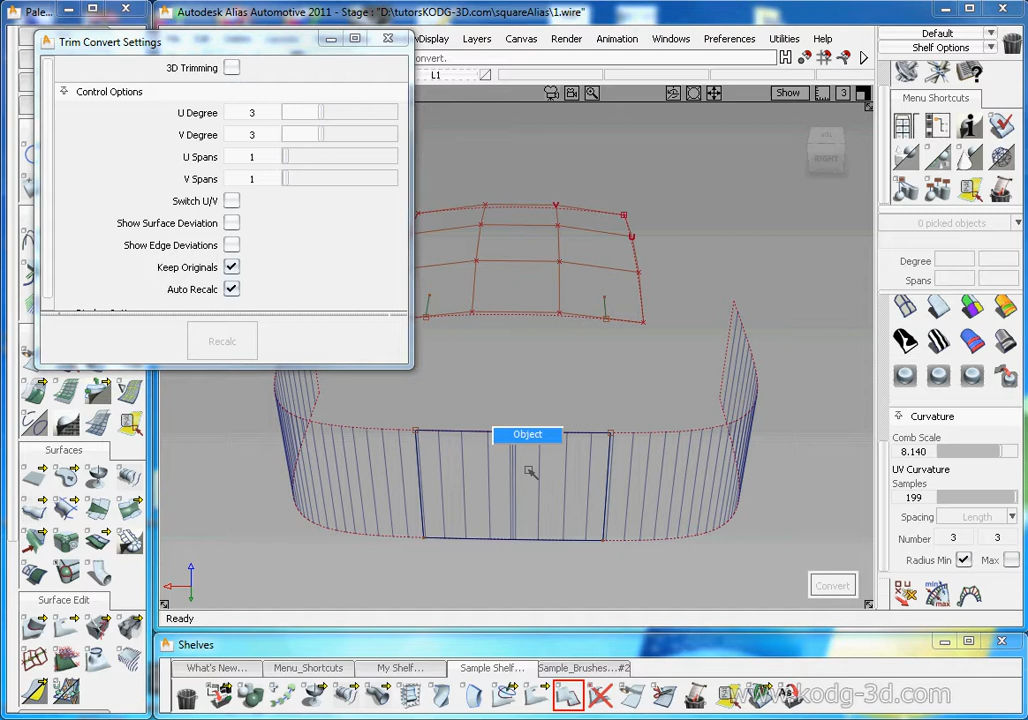 Pale...
Autodesk Alias Automotive 2011 - Stage : "D:\tutorsKODG-3D.com\squareAlias\1.wire"
Trim Convert Settings
vDisplay Layers Canvas Render Animation Windows Preferences Utilities Help
Default
Shelf Options
onvert.
L1
3D Trimming
Control Options
Show
3
Menu Shortcuts
U Degree 3
V Degree 3
U Spans 1
V Spans 1
Switch U/V
Show Surface Deviation
Show Edge Deviations
Keep Originals
Auto Recalc
Recalc
V
U
RIGHT
0 picked objects
Degree
Spans
Object
Curvature
Comb Scale
8.140
UV Curvature
Samples
199
Spacing Length
Number 3 3
Radius Min Max
Surfaces
Surface Edit
Convert
Ready
Shelves
What's New... Menu_Shortcuts My Shelf... Sample Shelf... Sample_Brushes...#2
www.kodg-3d.com